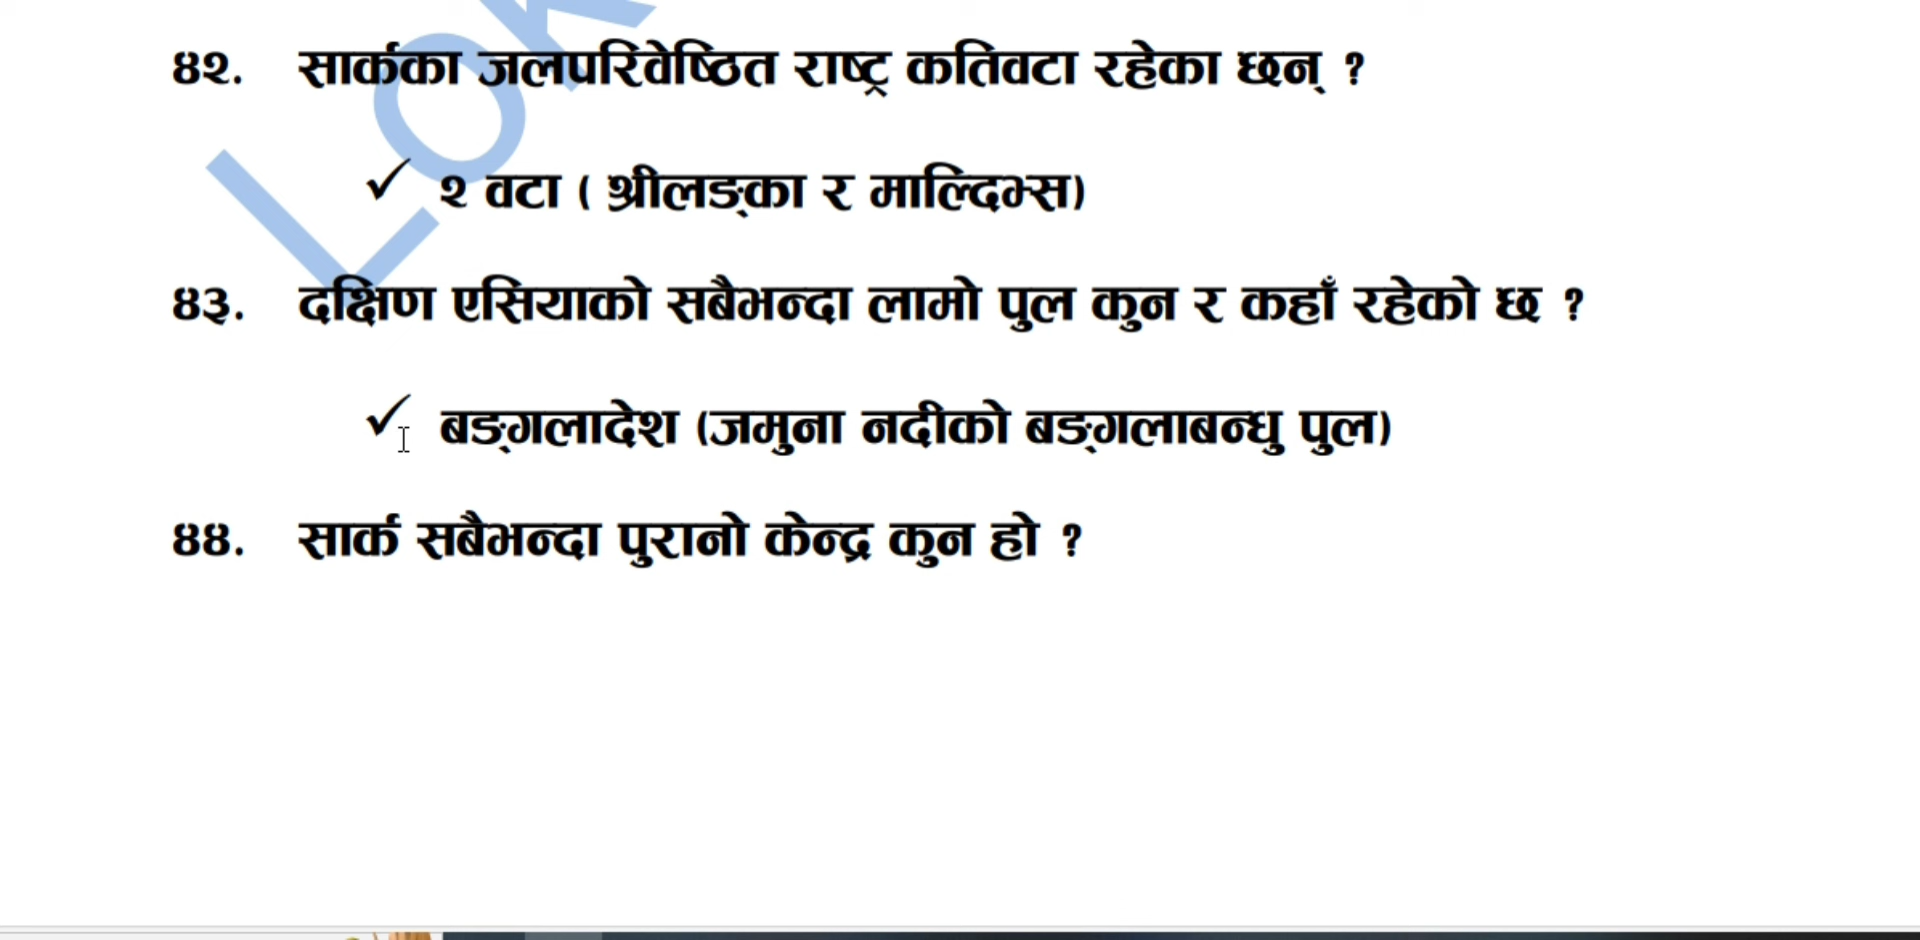 ४२. सार्कका जलपरिवेष्ठित राष्ट्र कतिवटा रहेका छन् ?
✓ २ वटा ( श्रीलङ्का र माल्दिभ्स)
४३. दक्षिण एसियाको सबैभन्दा लामो पुल कुन र कहाँ रहेको छ ?
✓ बङ्गलादेश (जमुना नदीको बङ्गलाबन्धु पुल)
४४. सार्क सबैभन्दा पुरानो केन्द्र कुन हो ?